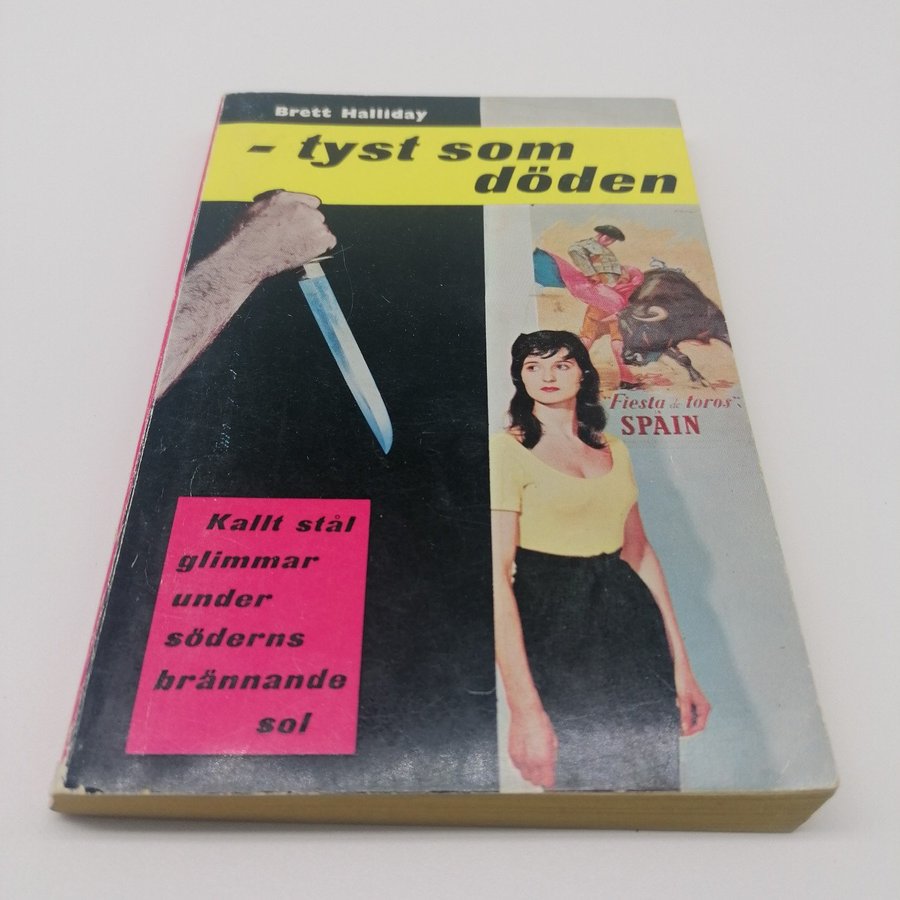 Brett Halliday
- tyst som
döden
"Fiesta de toros",
SPAIN
Kallt stål
glimmar
under
söderns
brännande
sol